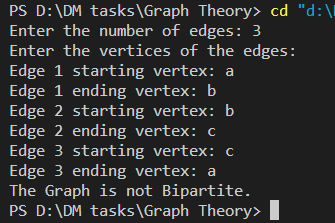 PS D:\DM tasks\Graph Theory> cd "d:\
Enter the number of edges: 3
Enter the vertices of the edges:
Edge 1 starting vertex: a
Edge 1 ending vertex: b
Edge 2 starting vertex: b
Edge 2 ending vertex: c
Edge 3 starting vertex: c
Edge 3 ending vertex: a
The Graph is not Bipartite.
PS D:\DM tasks\Graph Theory>